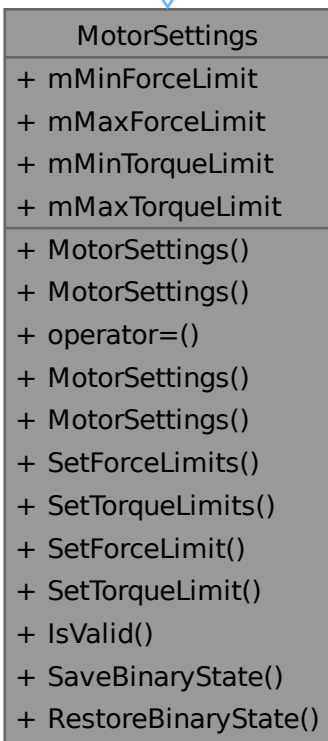 MotorSettings
+ mMinForceLimit
+ mMaxForceLimit
+ mMinTorqueLimit
+ mMaxTorqueLimit
+ MotorSettings()
+ MotorSettings()
+ operator=()
+ MotorSettings()
+ MotorSettings()
+ SetForceLimits()
+ SetTorqueLimits()
+ SetForceLimit()
+ SetTorqueLimit()
+ IsValid()
+ SaveBinaryState()
+ RestoreBinaryState()